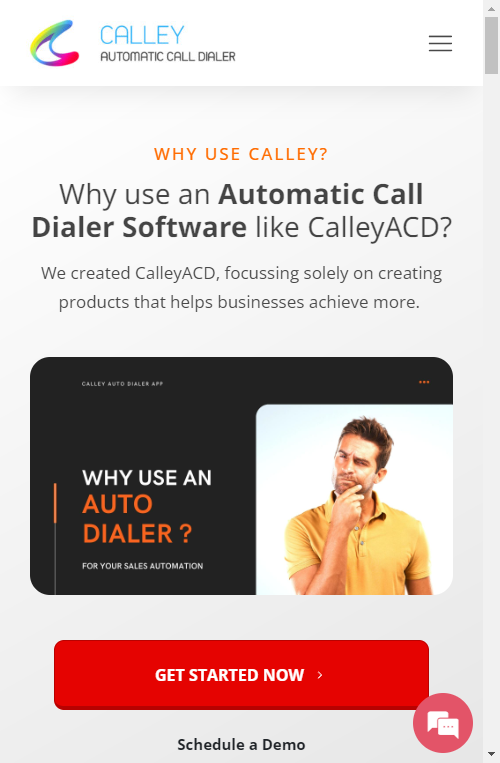 CALLEY
AUTOMATIC CALL DIALER
WHY USE CALLEY?
Why use an Automatic Call
Dialer Software like CalleyACD?
We created CalleyACD, focussing solely on creating
products that helps businesses achieve more.
CALLEY AUTO DIALER APP
WHY USE AN
AUTO
DIALER ?
FOR YOUR SALES AUTOMATION
GET STARTED NOW
Schedule a Demo